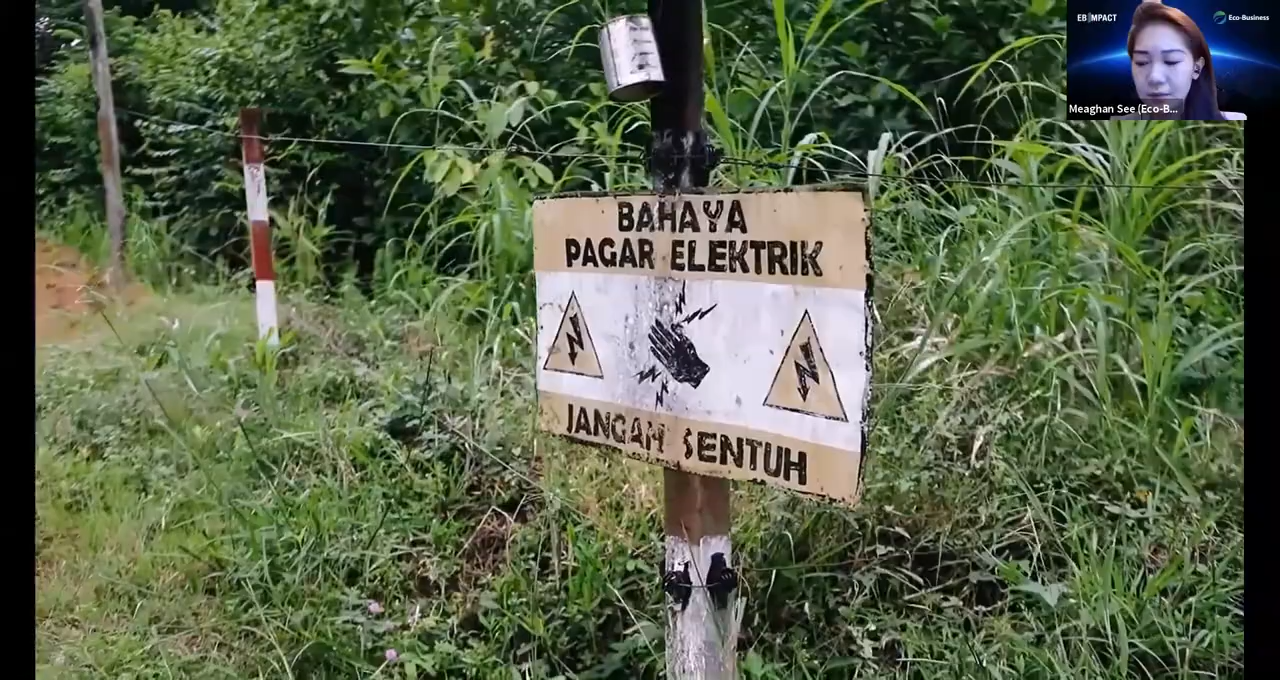 EB IMPACT
Eco-Business
Meaghan See (Eco-B...
BAHAYA
PAGAR ELEKTRIK
JANGAN SENTUH